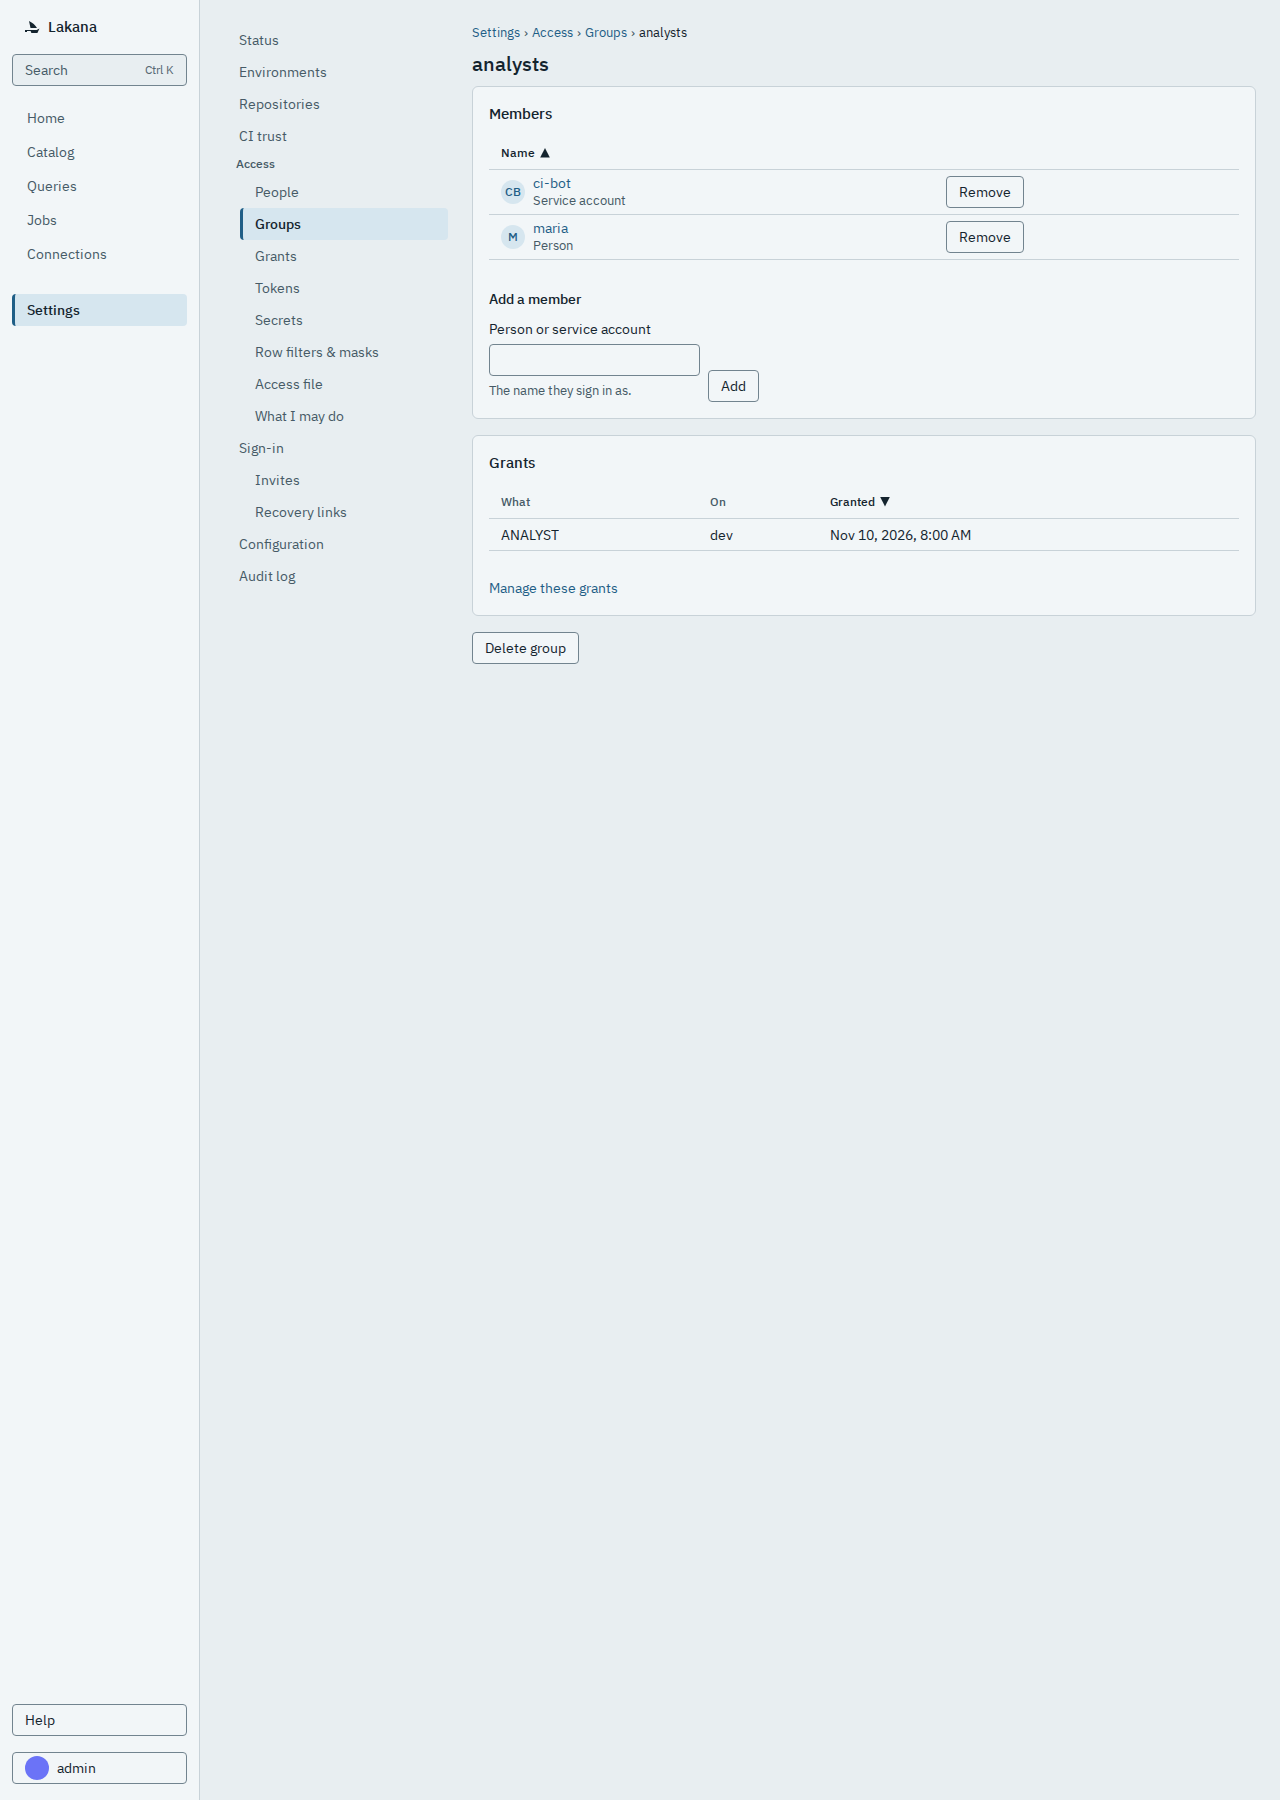 Lakana
Search Ctrl K
Home
Catalog
Queries
Jobs
Connections
Settings
Help
admin
Status
Environments
Repositories
CI trust
Access
People
Groups
Grants
Tokens
Secrets
Row filters & masks
Access file
What I may do
Sign-in
Invites
Recovery links
Configuration
Audit log
Settings › Access › Groups › analysts
analysts
Members
Name ▲
CB ci-bot Remove
Service account
M maria Remove
Person
Add a member
Person or service account
The name they sign in as.
Add
Grants
What On Granted ▼
ANALYST dev Nov 10, 2026, 8:00 AM
Manage these grants
Delete group